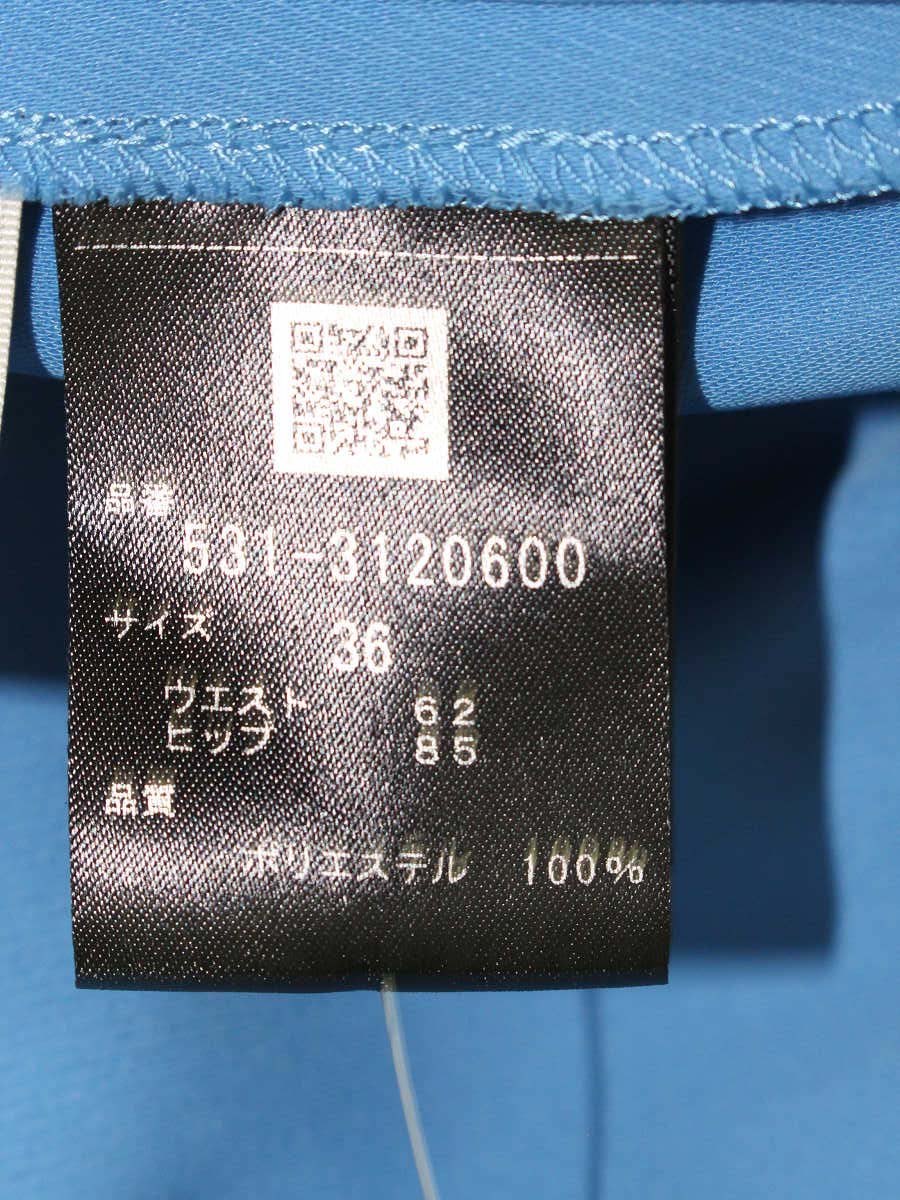 品番
531-3120600
サイズ 36
ウエスト 62
ヒップ 85
品質
ポリエステル 100%